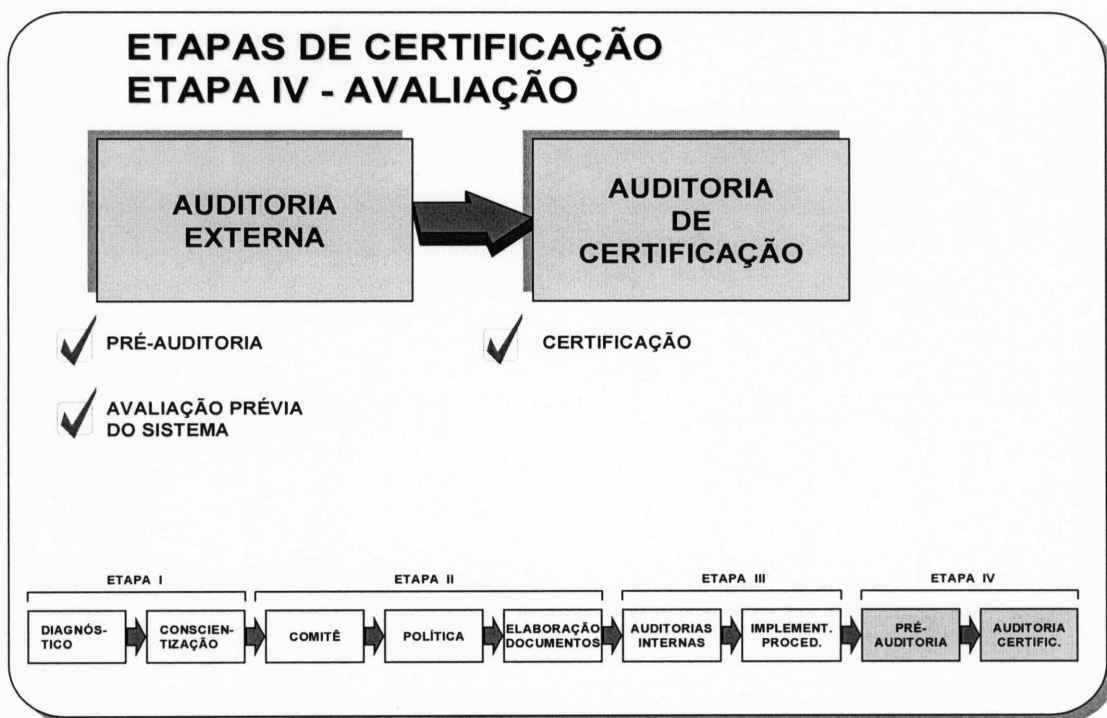 ETAPAS DE CERTIFICAÇÃO
ETAPA IV - AVALIAÇÃO
AUDITORIA
EXTERNA
AUDITORIA
DE
CERTIFICAÇÃO
PRÉ-AUDITORIA
AVALIAÇÃO PRÉVIA
DO SISTEMA
CERTIFICAÇÃO
ETAPA I
ETAPA II
ETAPA III
ETAPA IV
DIAGNÓS-
TICO
CONSCIEN-
TIZAÇÃO
COMITÊ
POLÍTICA
ELABORAÇÃO
DOCUMENTOS
AUDITORIAS
INTERNAS
IMPLEMENT.
PROCED.
PRÉ-
AUDITORIA
AUDITORIA
CERTIFIC.